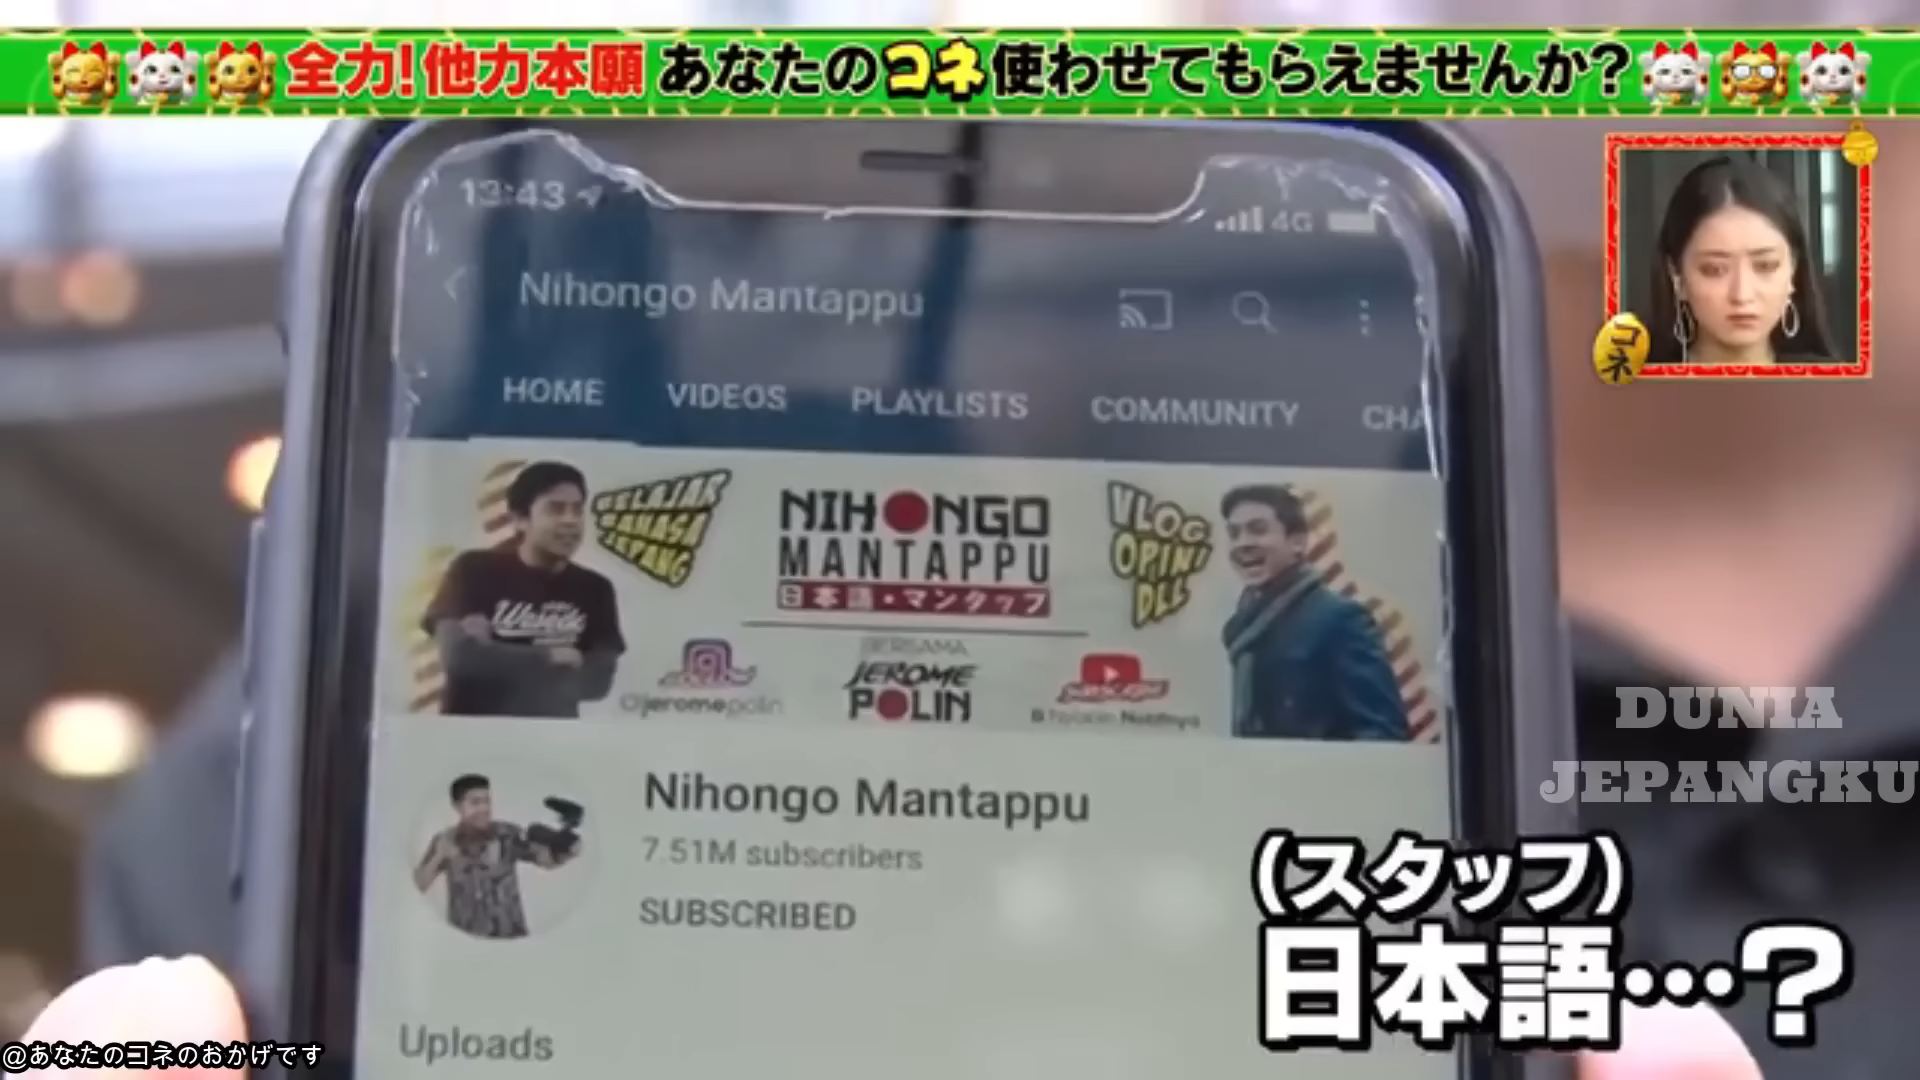 全力!他力本願 あなたのコネ使わせてもらえませんか?
コネ
13:43
4G
Nihongo Mantappu
HOME
VIDEOS
PLAYLISTS
COMMUNITY
CHA
BELAJAR
BAHASA
JEPANG
NIHONGO
MANTAPPU
日本語・マンタップ
VLOG
OPINI
DLL
Waseda
BERSAMA
JEROME
POLIN
@jeromepolin
SUBSCRIBE
Nihongo Mantappu
7.51M subscribers
SUBSCRIBED
Uploads
DUNIA
JEPANGKU
(スタッフ)
日本語…?
@あなたのコネのおかげです